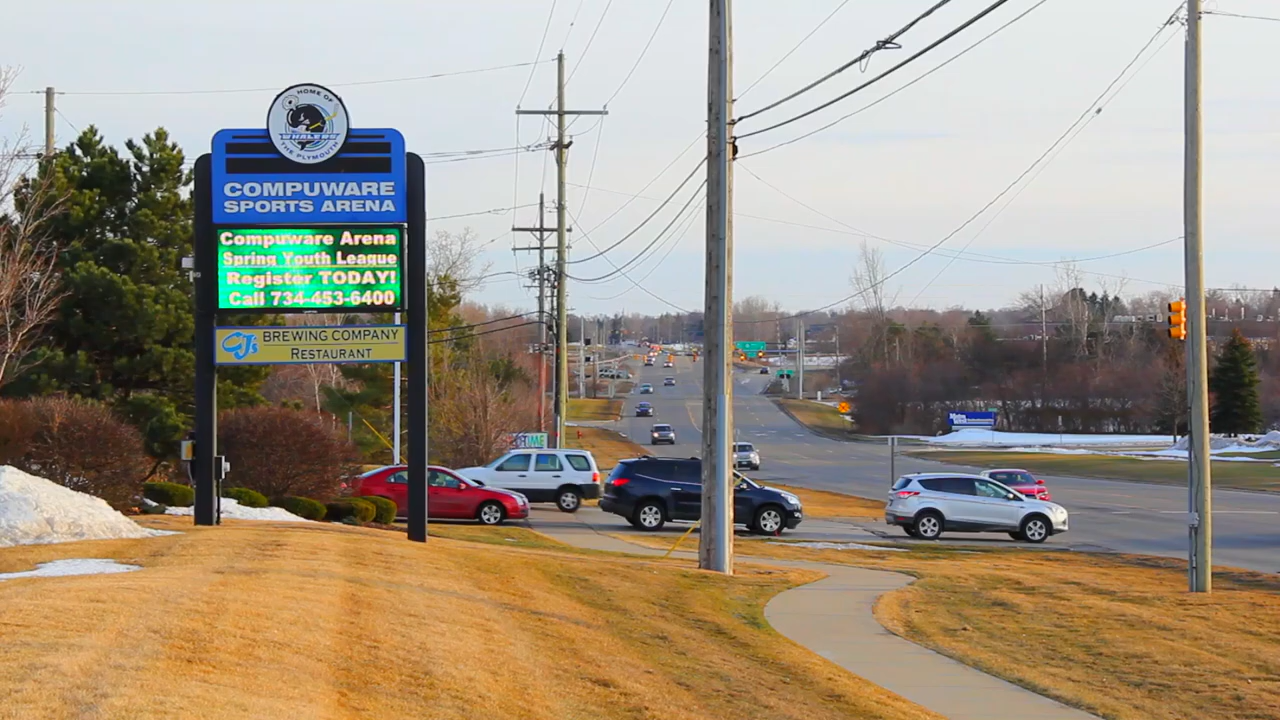 HOME OF
WHALERS
THE PLYMOUTH
COMPUWARE
SPORTS ARENA
Compuware Arena
Spring Youth League
Register TODAY!
Call 734-453-6400
CJ's BREWING COMPANY
RESTAURANT